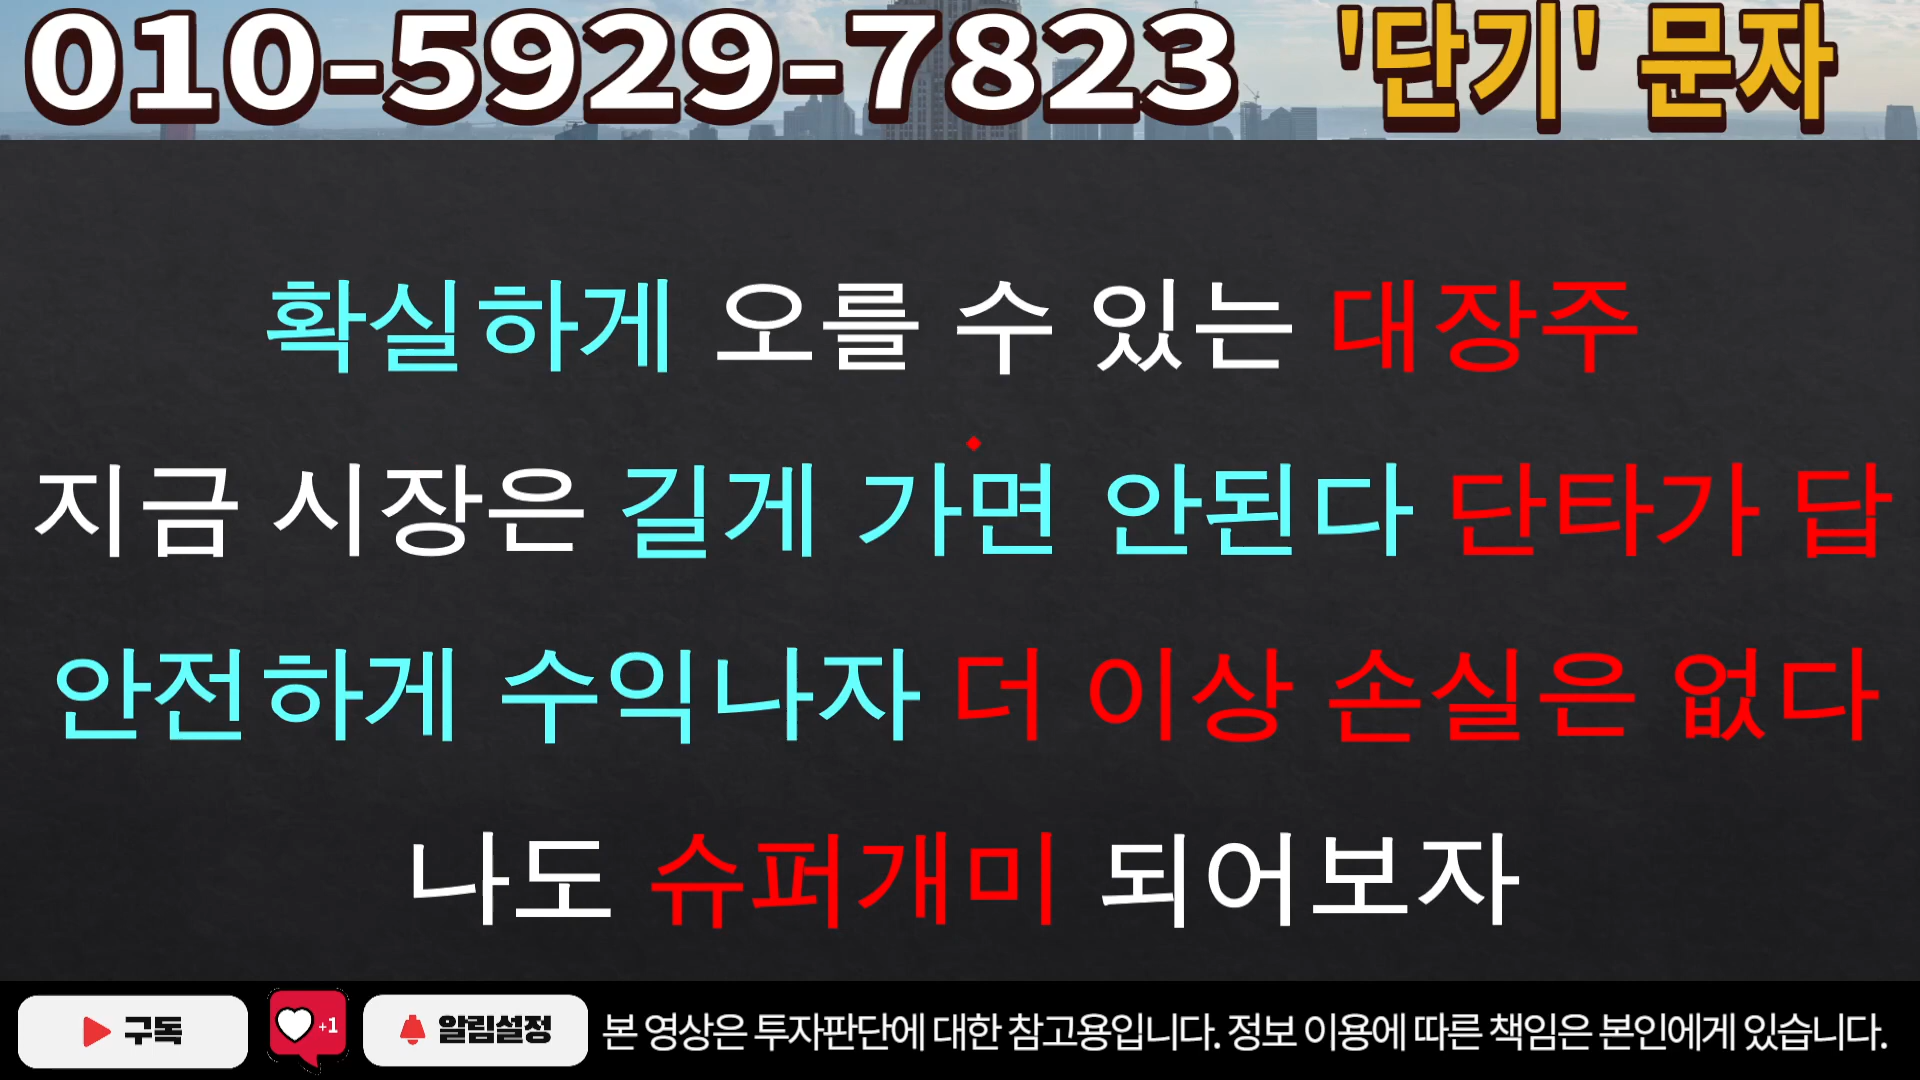 010-5929-7823 '단기' 문자
확실하게 오를 수 있는 대장주
지금 시장은 길게 가면 안된다 단타가 답
안전하게 수익나자 더 이상 손실은 없다
나도 슈퍼개미 되어보자
구독 +1 알림설정 본 영상은 투자판단에 대한 참고용입니다. 정보 이용에 따른 책임은 본인에게 있습니다.